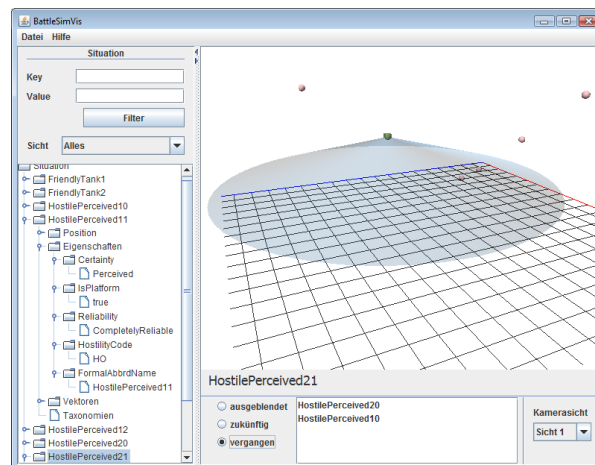 BattleSimVis
Datei Hilfe
Situation
Key
Value
Filter
Sicht Alles
Situation
FriendlyTank1
FriendlyTank2
HostilePerceived10
HostilePerceived11
Position
Eigenschaften
Certainty
Perceived
IsPlatform
true
Reliability
CompletelyReliable
HostilityCode
HO
FormalAbbrdName
HostilePerceived11
Vektoren
Taxonomien
HostilePerceived12
HostilePerceived20
HostilePerceived21
HostilePerceived21
ausgeblendet
zukünftig
vergangen
HostilePerceived20
HostilePerceived10
Kamerasicht
Sicht 1